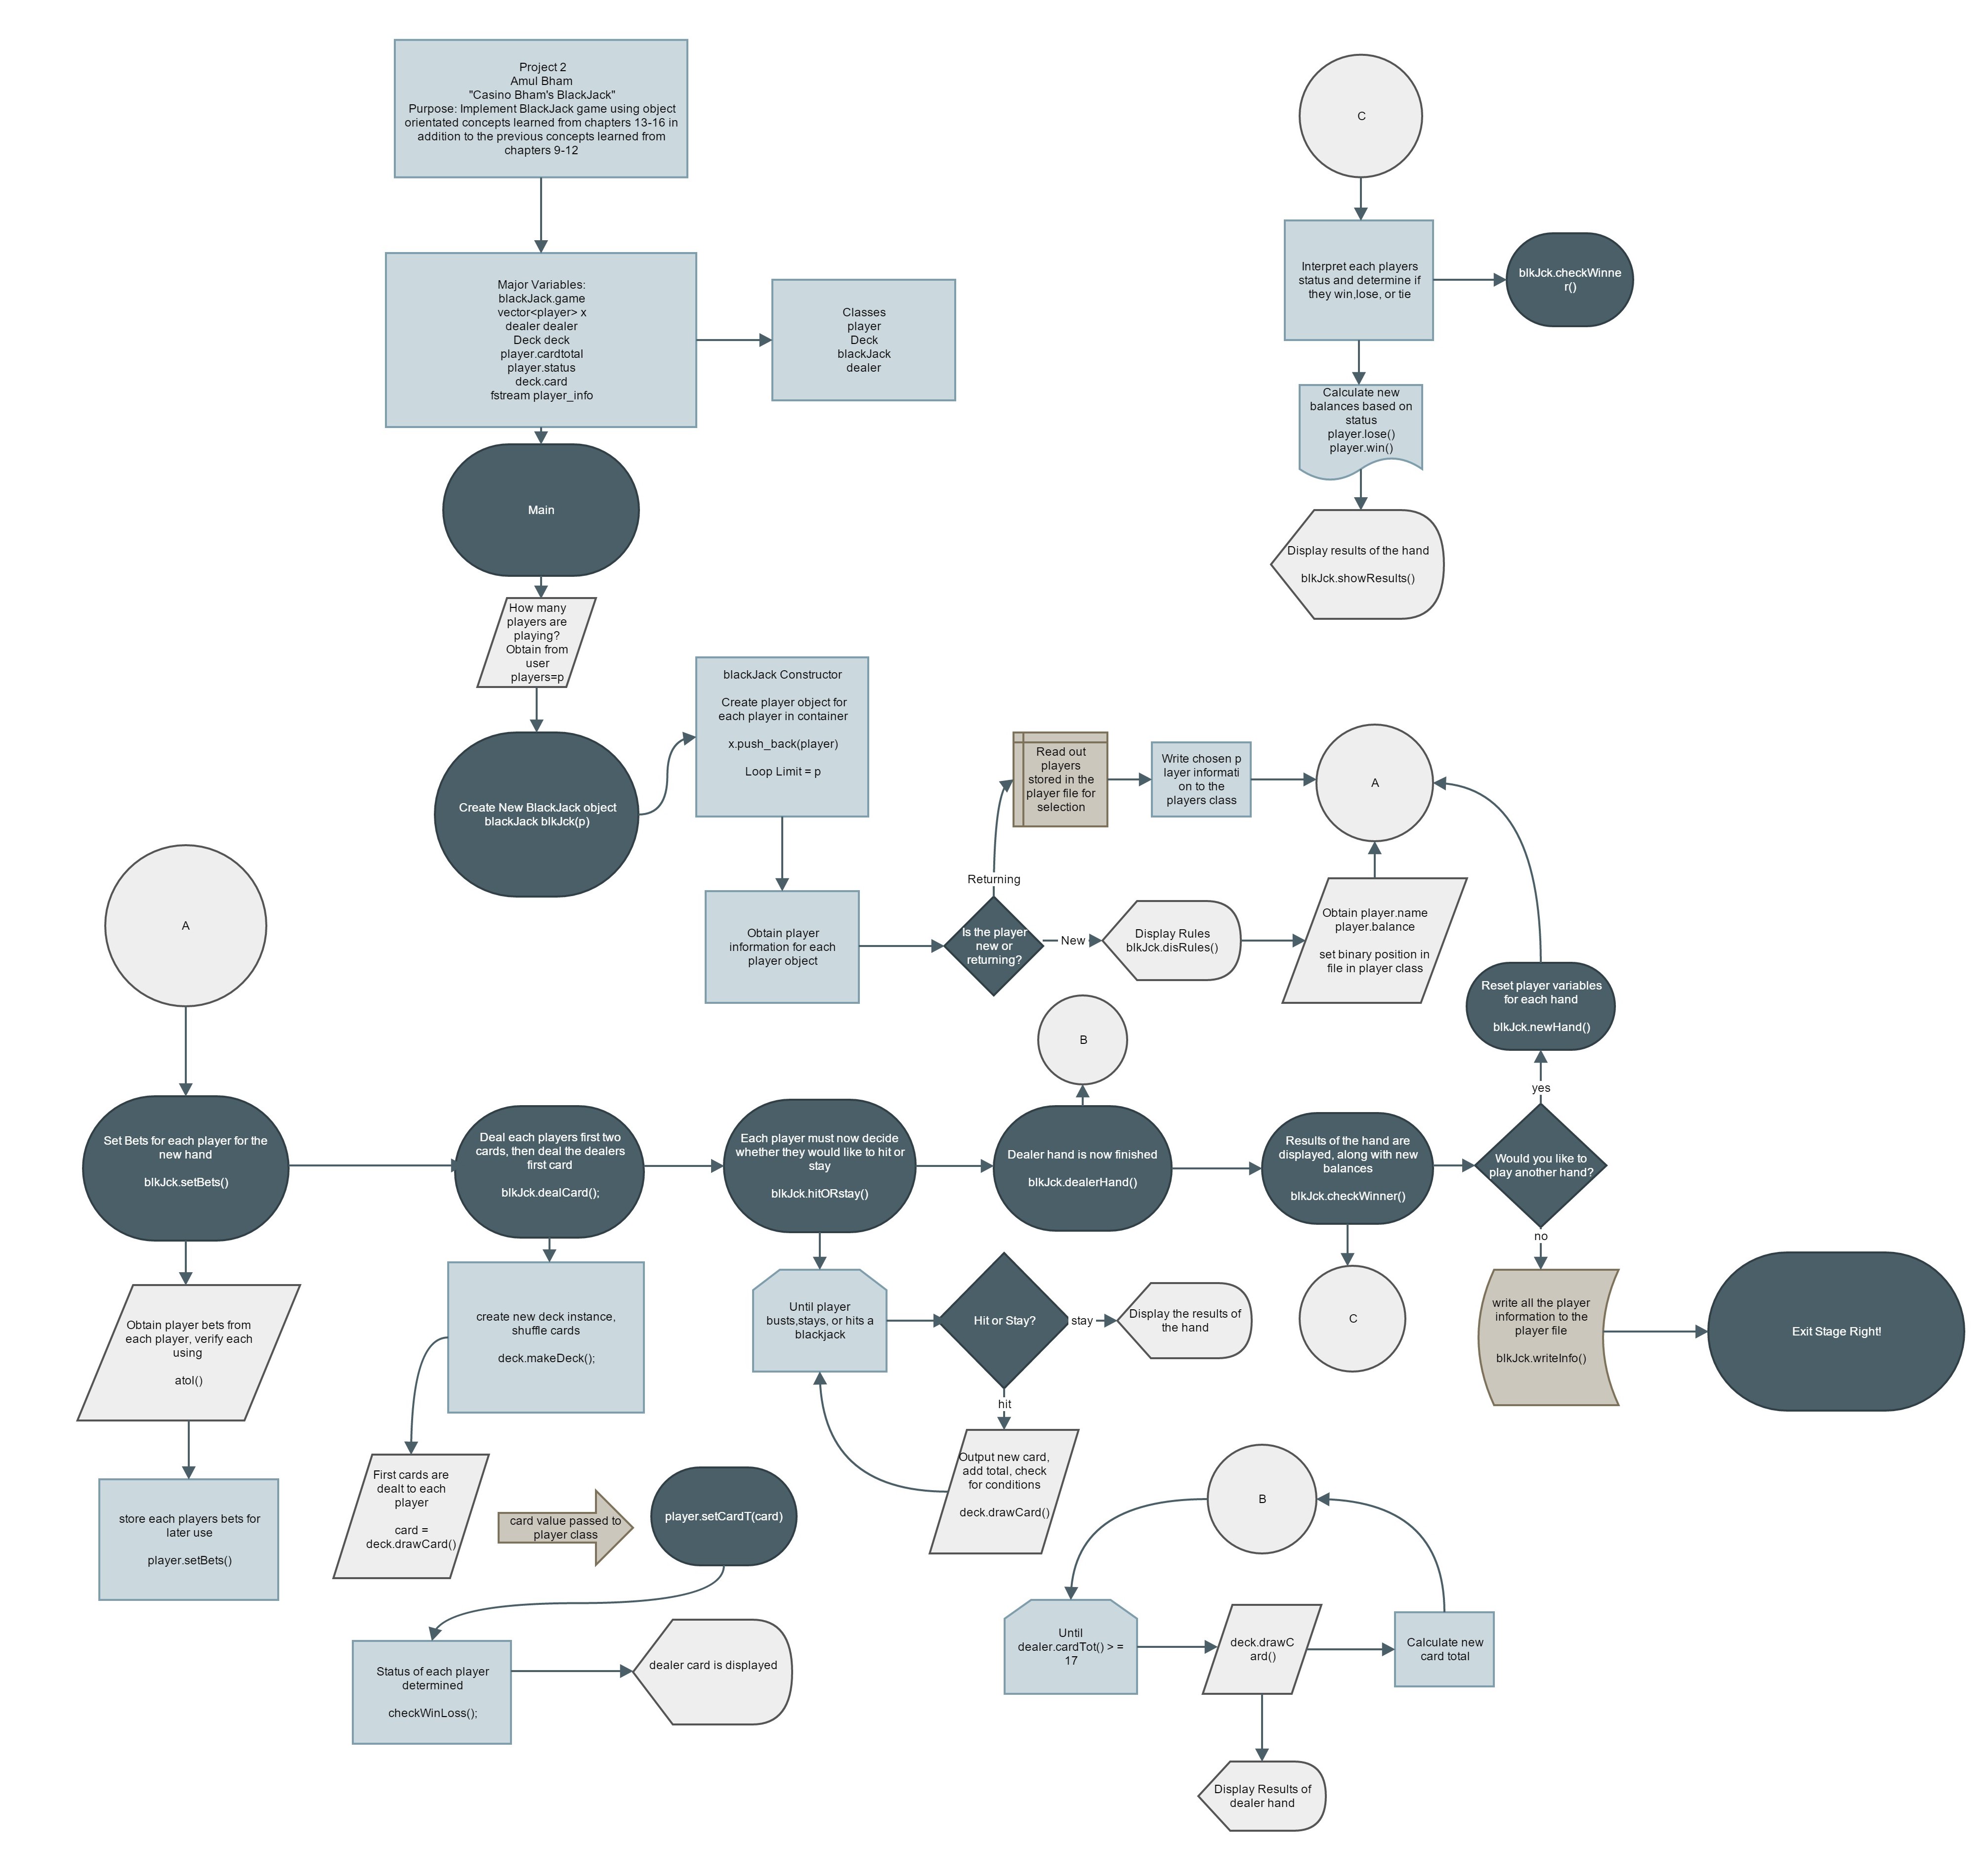 Project 2
Amul Bham
"Casino Bham's BlackJack"
Purpose: Implement BlackJack game using object
orientated concepts learned from chapters 13-16 in
addition to the previous concepts learned from
chapters 9-12
C
Interpret each players
status and determine if
they win,lose, or tie
blkJck.checkWinne
r()
Major Variables:
blackJack.game
vector<player> x
dealer dealer
Deck deck
player.cardtotal
player.status
deck.card
fstream player_info
Classes
player
Deck
blackJack
dealer
Calculate new
balances based on
status
player.lose()
player.win()
Main
Display results of the hand
blkJck.showResults()
How many
players are
playing?
Obtain from
user
players=p
blackJack Constructor
Create player object for
each player in container
x.push_back(player)
Loop Limit = p
Create New BlackJack object
blackJack blkJck(p)
Read out
players
stored in the
player file for
selection
Write chosen p
layer informati
on to the
players class
A
Returning
A
Obtain player
information for each
player object
Is the player
new or
returning?
New
Display Rules
blkJck.disRules()
Obtain player.name
player.balance
set binary position in
file in player class
Reset player variables
for each hand
blkJck.newHand()
B
yes
Set Bets for each player for the
new hand
blkJck.setBets()
Deal each players first two
cards, then deal the dealers
first card
blkJck.dealCard();
Each player must now decide
whether they would like to hit or
stay
blkJck.hitORstay()
Dealer hand is now finished
blkJck.dealerHand()
Results of the hand are
displayed, along with new
balances
blkJck.checkWinner()
Would you like to
play another hand?
no
Obtain player bets from
each player, verify each
using
atol()
create new deck instance,
shuffle cards
deck.makeDeck();
Until player
busts,stays, or hits a
blackjack
Hit or Stay?
stay
Display the results of
the hand
C
write all the player
information to the
player file
blkJck.writeInfo()
Exit Stage Right!
hit
Output new card,
add total, check
for conditions
deck.drawCard()
store each players bets for
later use
player.setBets()
First cards are
dealt to each
player
card =
deck.drawCard()
card value passed to
player class
player.setCardT(card)
B
Until
dealer.cardTot() > =
17
deck.drawC
ard()
Calculate new
card total
Status of each player
determined
checkWinLoss();
dealer card is displayed
Display Results of
dealer hand